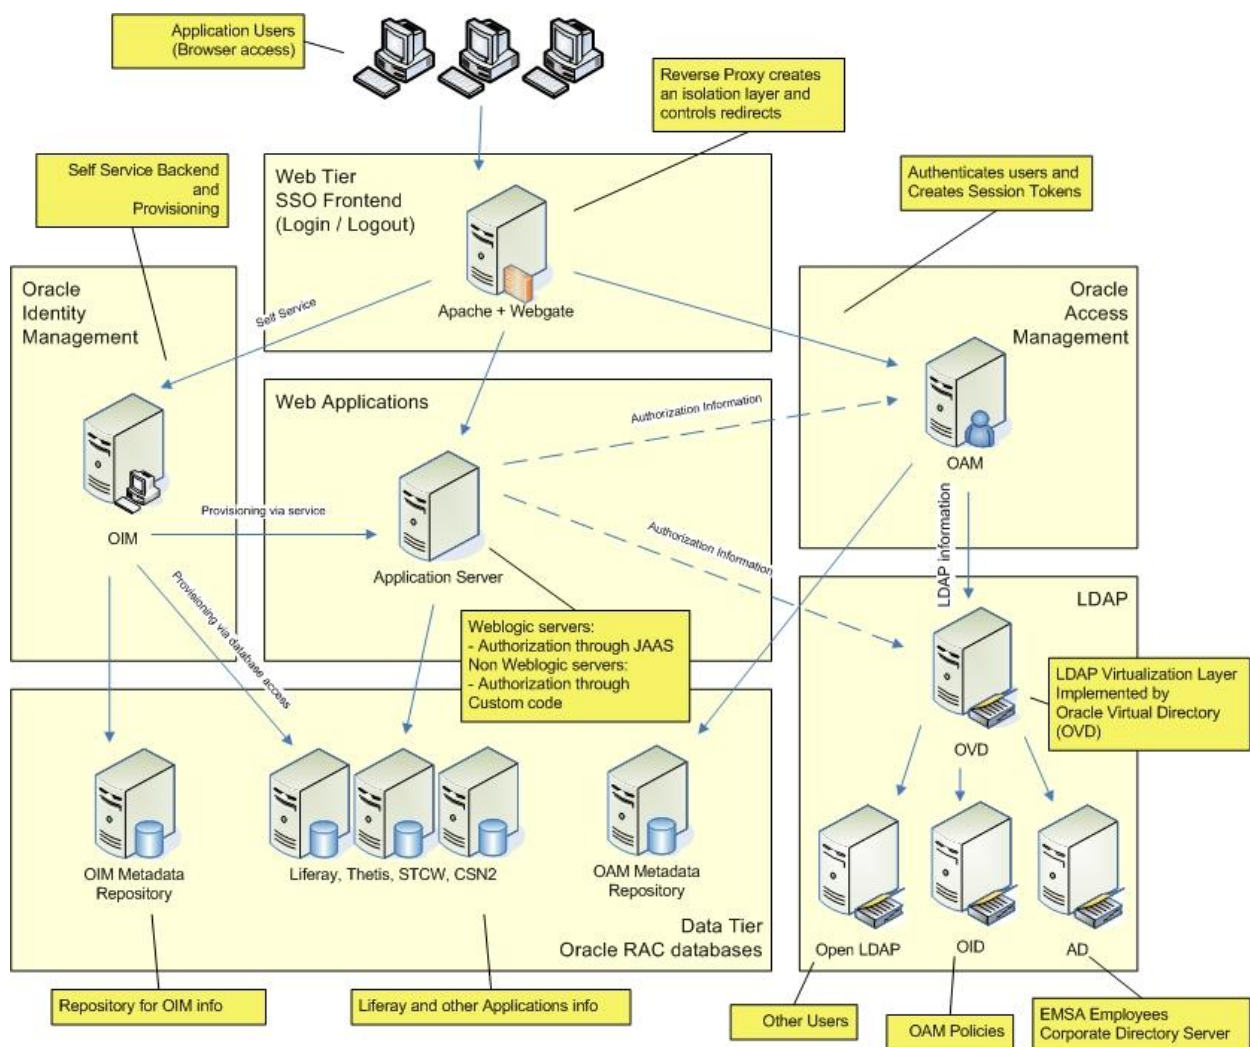 Application Users
(Browser access)
Reverse Proxy creates
an isolation layer and
controls redirects
Self Service Backend
and
Provisioning
Web Tier
SSO Frontend
(Login / Logout)
Apache + Webgate
Authenticates users and
Creates Session Tokens
Oracle
Identity
Management
Self Service
Oracle
Access
Management
Web Applications
Authorization Information
OAM
OIM
Provisioning via service
Application Server
Authorization Information
LDAP information
Provisioning via database access
Weblogic servers:
- Authorization through JAAS
Non Weblogic servers:
- Authorization through
Custom code
LDAP
LDAP Virtualization Layer
Implemented by
Oracle Virtual Directory
(OVD)
OVD
OIM Metadata
Repository
Liferay, Thetis, STCW, CSN2
OAM Metadata
Repository
Data Tier
Oracle RAC databases
Open LDAP
OID
AD
Repository for OIM info
Liferay and other Applications info
Other Users
OAM Policies
EMSA Employees
Corporate Directory Server